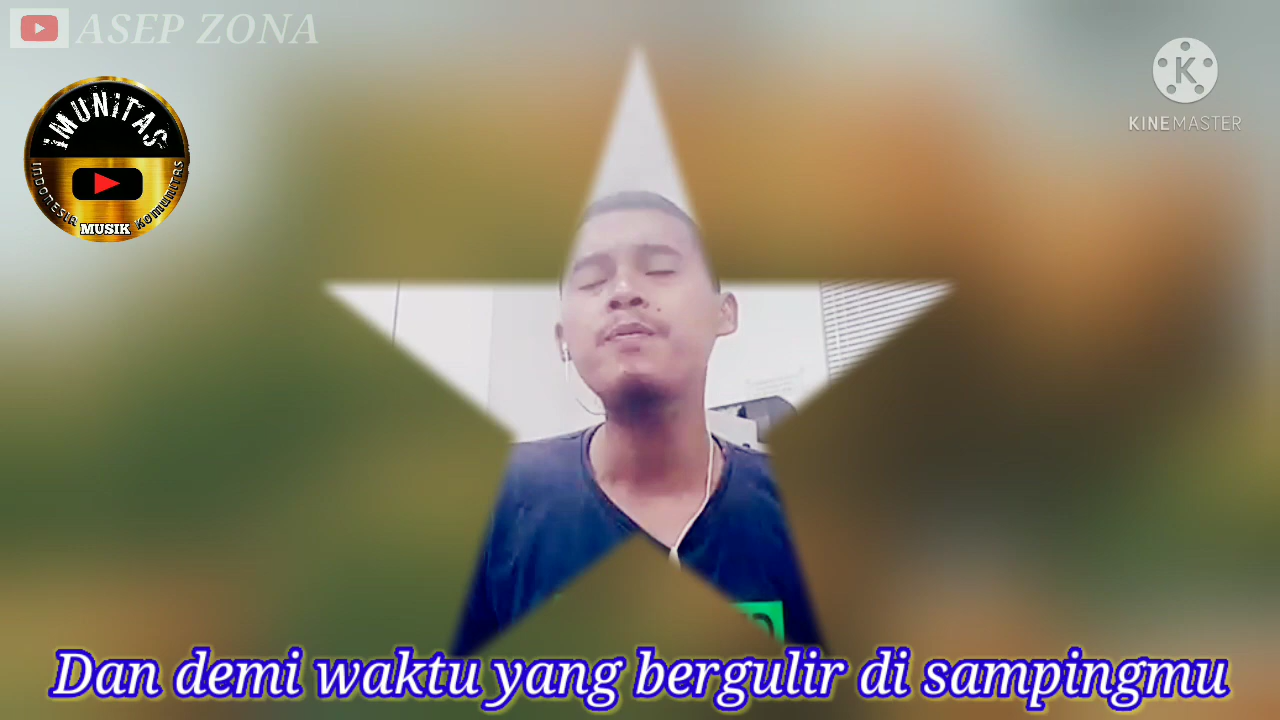 ASEP ZONA
IMUNITAS
INDONESIA MUSIK KOMUNITAS
K
KINEMASTER
Dan demi waktu yang bergulir di sampingmu